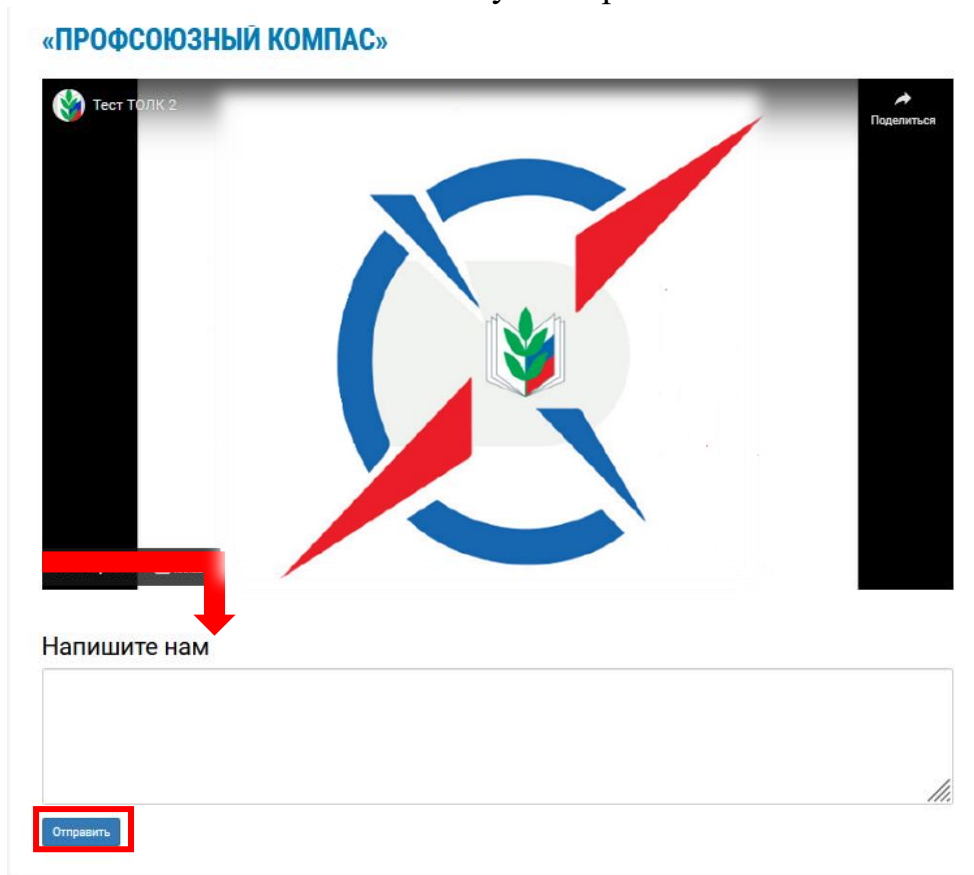 «ПРОФСОЮЗНЫЙ КОМПАС»
Тест ТОЛК 2
Поделиться
Напишите нам
Отправить